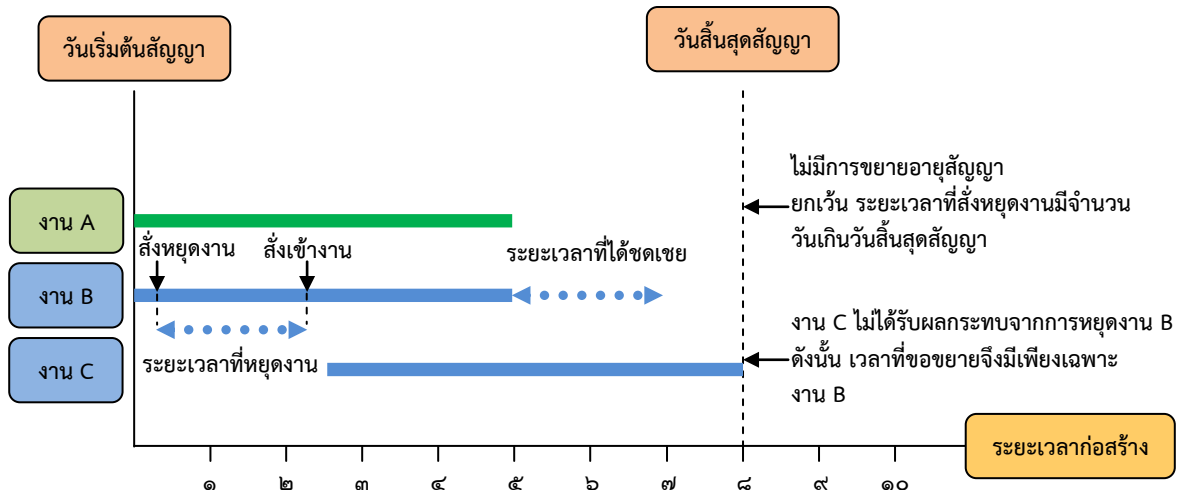 วันเริ่มต้นสัญญา
วันสิ้นสุดสัญญา
ไม่มีการขยายอายุสัญญา
ยกเว้น ระยะเวลาที่สั่งหยุดงานมีจำนวน
วันเกินวันสิ้นสุดสัญญา
งาน A
สั่งหยุดงาน
สั่งเข้างาน
ระยะเวลาที่ได้ชดเชย
งาน B
งาน C ไม่ได้รับผลกระทบจากการหยุดงาน B
ดังนั้น เวลาที่ขอขยายจึงมีเพียงเฉพาะ
งาน B
ระยะเวลาที่หยุดงาน
งาน C
ระยะเวลาก่อสร้าง
๑ ๒ ๓ ๔ ๕ ๖ ๗ ๘ ๙ ๑๐